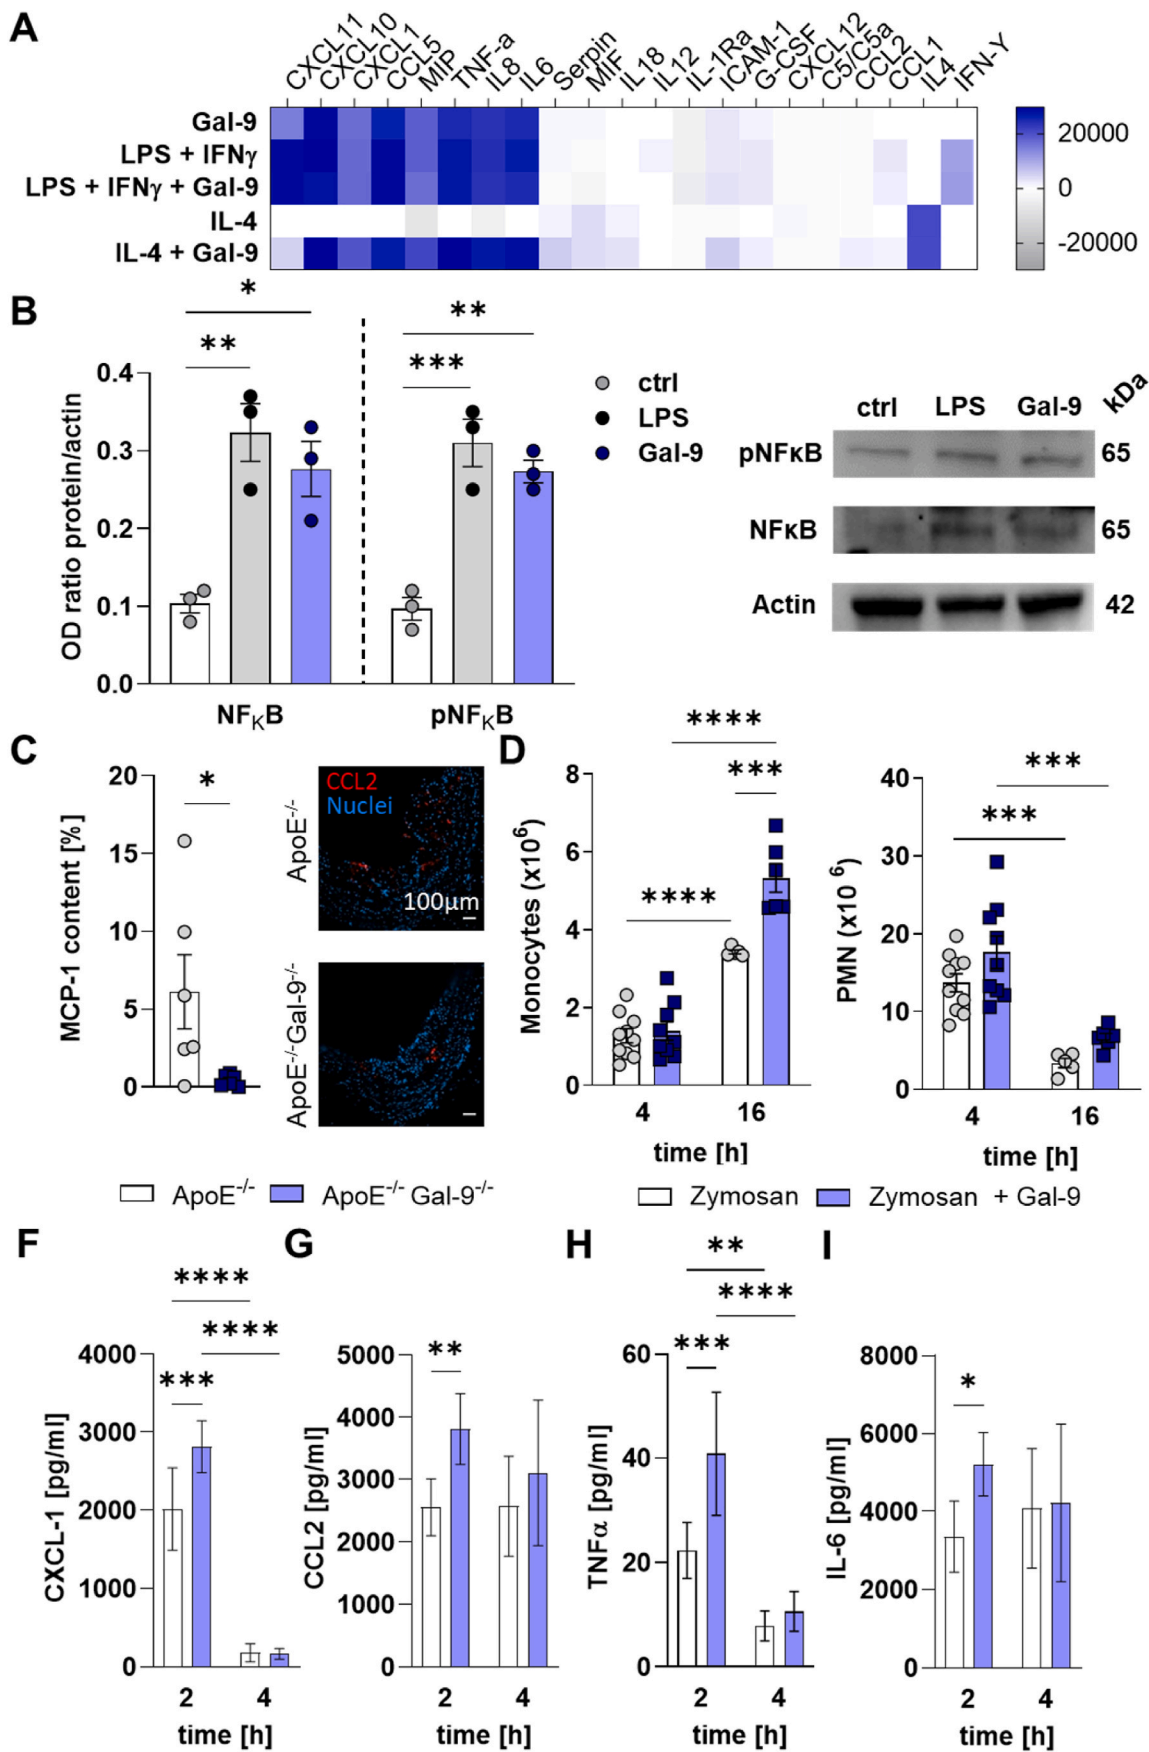 A
CXCL11 CXCL10 CXCL1 CCL5 MIP TNF-a IL8 IL6 Serpin MIF IL18 IL12 IL-1Ra ICAM-1 G-CSF CXCL12 C5/C5a CCL2 CCL1 IL4 IFN-Y
Gal-9
LPS + IFNγ
LPS + IFNγ + Gal-9
IL-4
IL-4 + Gal-9
20000
0
-20000
B
OD ratio protein/actin
0.4
0.3
0.2
0.1
0.0
*
**
**
***
NFκB
pNFκB
ctrl
LPS
Gal-9
ctrl LPS Gal-9 kDa
pNFκB 65
NFκB 65
Actin 42
C
MCP-1 content [%]
20
15
10
5
0
*
ApoE-/-
CCL2
Nuclei
100µm
ApoE-/-Gal-9-/-
ApoE-/- ApoE-/- Gal-9-/-
D
Monocytes (x10⁶)
8
6
4
2
0
****
***
****
4 16
time [h]
PMN (x10 ⁶)
40
30
20
10
0
***
***
4 16
time [h]
Zymosan Zymosan + Gal-9
F
CXCL-1 [pg/ml]
4000
3000
2000
1000
0
****
****
***
2 4
time [h]
G
CCL2 [pg/ml]
5000
4000
3000
2000
1000
0
**
2 4
time [h]
H
TNFα [pg/ml]
60
40
20
0
**
****
***
2 4
time [h]
I
IL-6 [pg/ml]
8000
6000
4000
2000
0
*
2 4
time [h]